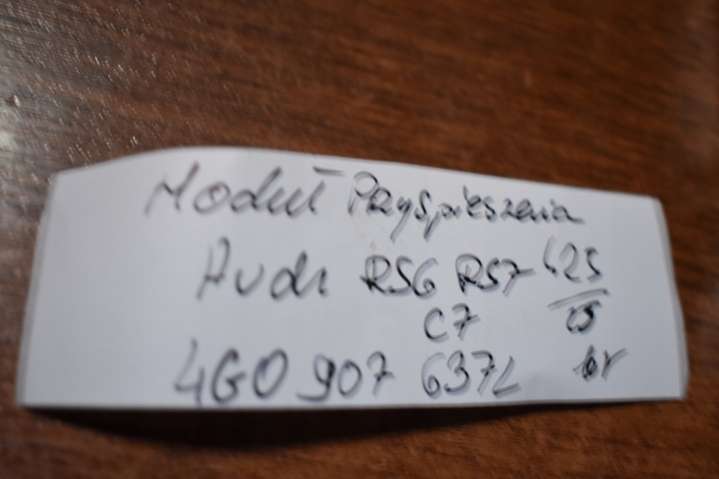 Moduł Przyspieszenia
Audi RS6 RS7 425
C7 15
4G0 907 637L